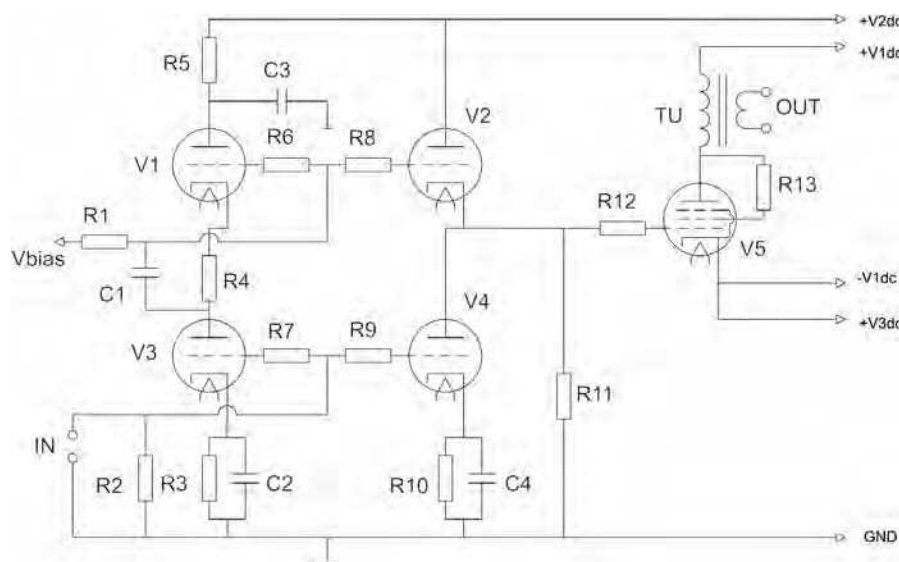 +V2dc
+V1dc
R5
C3
TU
OUT
V2
R6
R8
V1
R13
R12
R1
V5
Vbias
R4
C1
-V1dc
V4
+V3dc
R7
R9
V3
R11
IN
R2
R3
C2
R10
C4
GND